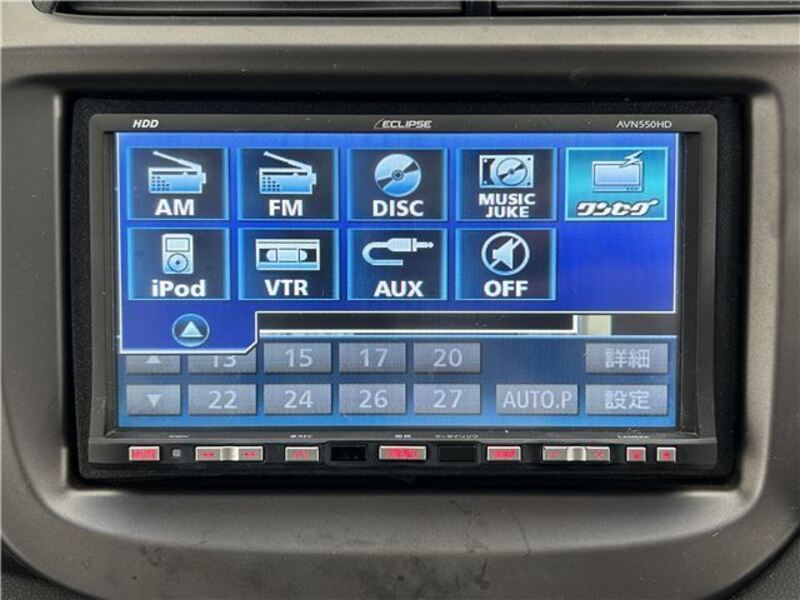 HDD ECLIPSE AVN550HD
AM FM DISC MUSIC JUKE ワンセグ
iPod VTR AUX OFF
13 15 17 20 詳細
22 24 26 27 AUTO.P 設定
MUTE